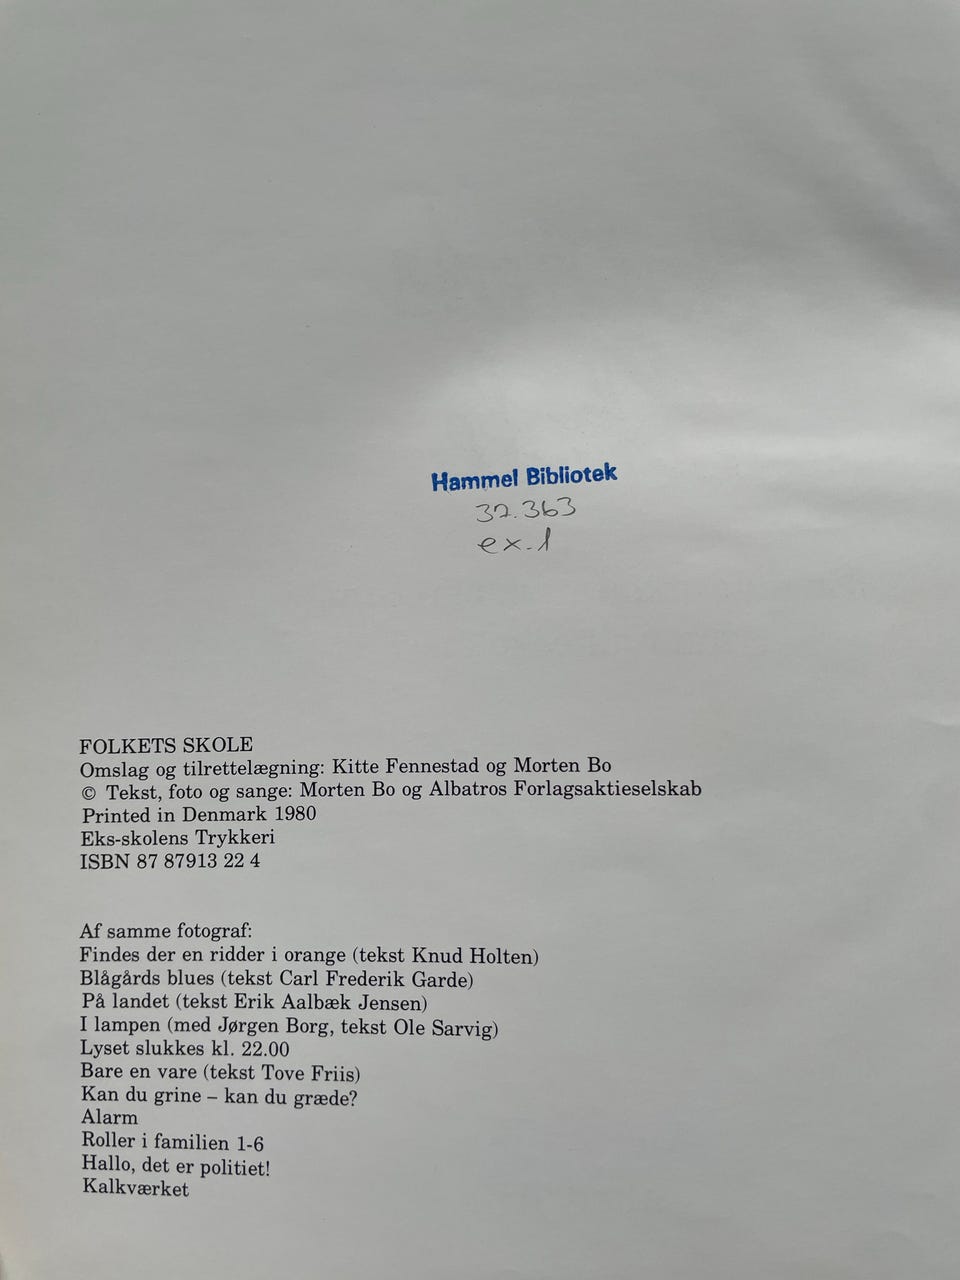 Hammel Bibliotek
37.363
ex.1
FOLKETS SKOLE
Omslag og tilrettelægning: Kitte Fennestad og Morten Bo
© Tekst, foto og sange: Morten Bo og Albatros Forlagsaktieselskab
Printed in Denmark 1980
Eks-skolens Trykkeri
ISBN 87 87913 22 4
Af samme fotograf:
Findes der en ridder i orange (tekst Knud Holten)
Blågårds blues (tekst Carl Frederik Garde)
På landet (tekst Erik Aalbæk Jensen)
I lampen (med Jørgen Borg, tekst Ole Sarvig)
Lyset slukkes kl. 22.00
Bare en vare (tekst Tove Friis)
Kan du grine – kan du græde?
Alarm
Roller i familien 1-6
Hallo, det er politiet!
Kalkværket